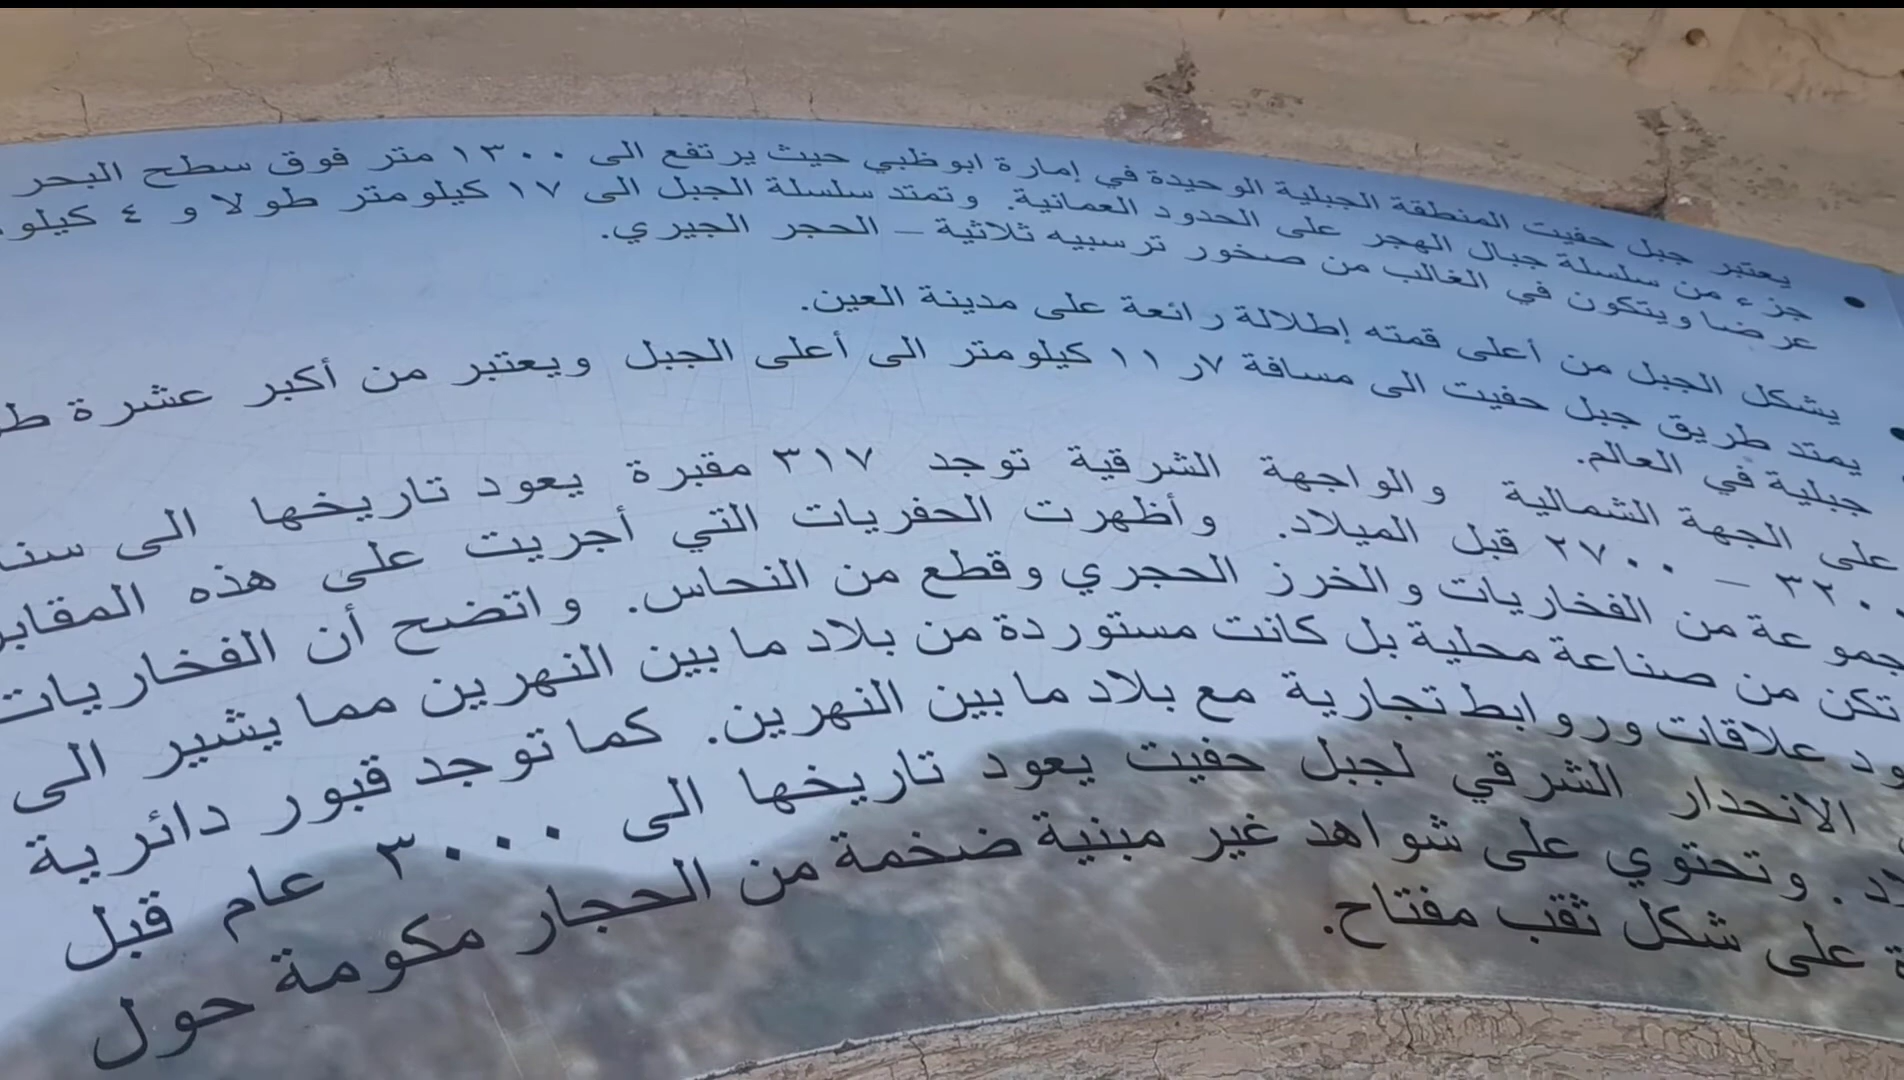 يعتبر جبل حفيت المنطقة الجبلية الوحيدة في إمارة ابوظبي حيث يرتفع الى ١٣٠٠ متر فوق سطح البحر
جزء من سلسلة جبال الهجر على الحدود العمانية. وتمتد سلسلة الجبل الى ١٧ كيلومتر طولا و ٤ كيلو
عرضا ويتكون في الغالب من صخور ترسبيه ثلاثية – الحجر الجيري.
يشكل الجبل من أعلى قمته إطلالة رائعة على مدينة العين.
يمتد طريق جبل حفيت الى مسافة ٧ر١١ كيلومتر الى أعلى الجبل ويعتبر من أكبر عشرة
جبلية في العالم.
على الجهة الشمالية والواجهة الشرقية توجد ٣١٧ مقبرة يعود تاريخها الى
– ٢٧٠٠ قبل الميلاد. وأظهرت الحفريات التي أجريت على هذه
من الفخاريات والخرز الحجري وقطع من النحاس. واتضح أن الفخاريات
تكن من صناعة محلية بل كانت مستوردة من بلاد ما بين النهرين مما يشير الى
علاقات وروابط تجارية مع بلاد ما بين النهرين. كما توجد قبور دائرية
الانحدار الشرقي لجبل حفيت يعود تاريخها الى ٣٠٠٠ عام قبل
. وتحتوي على شواهد غير مبنية ضخمة من الحجار مكومة حول
على شكل ثقب مفتاح.